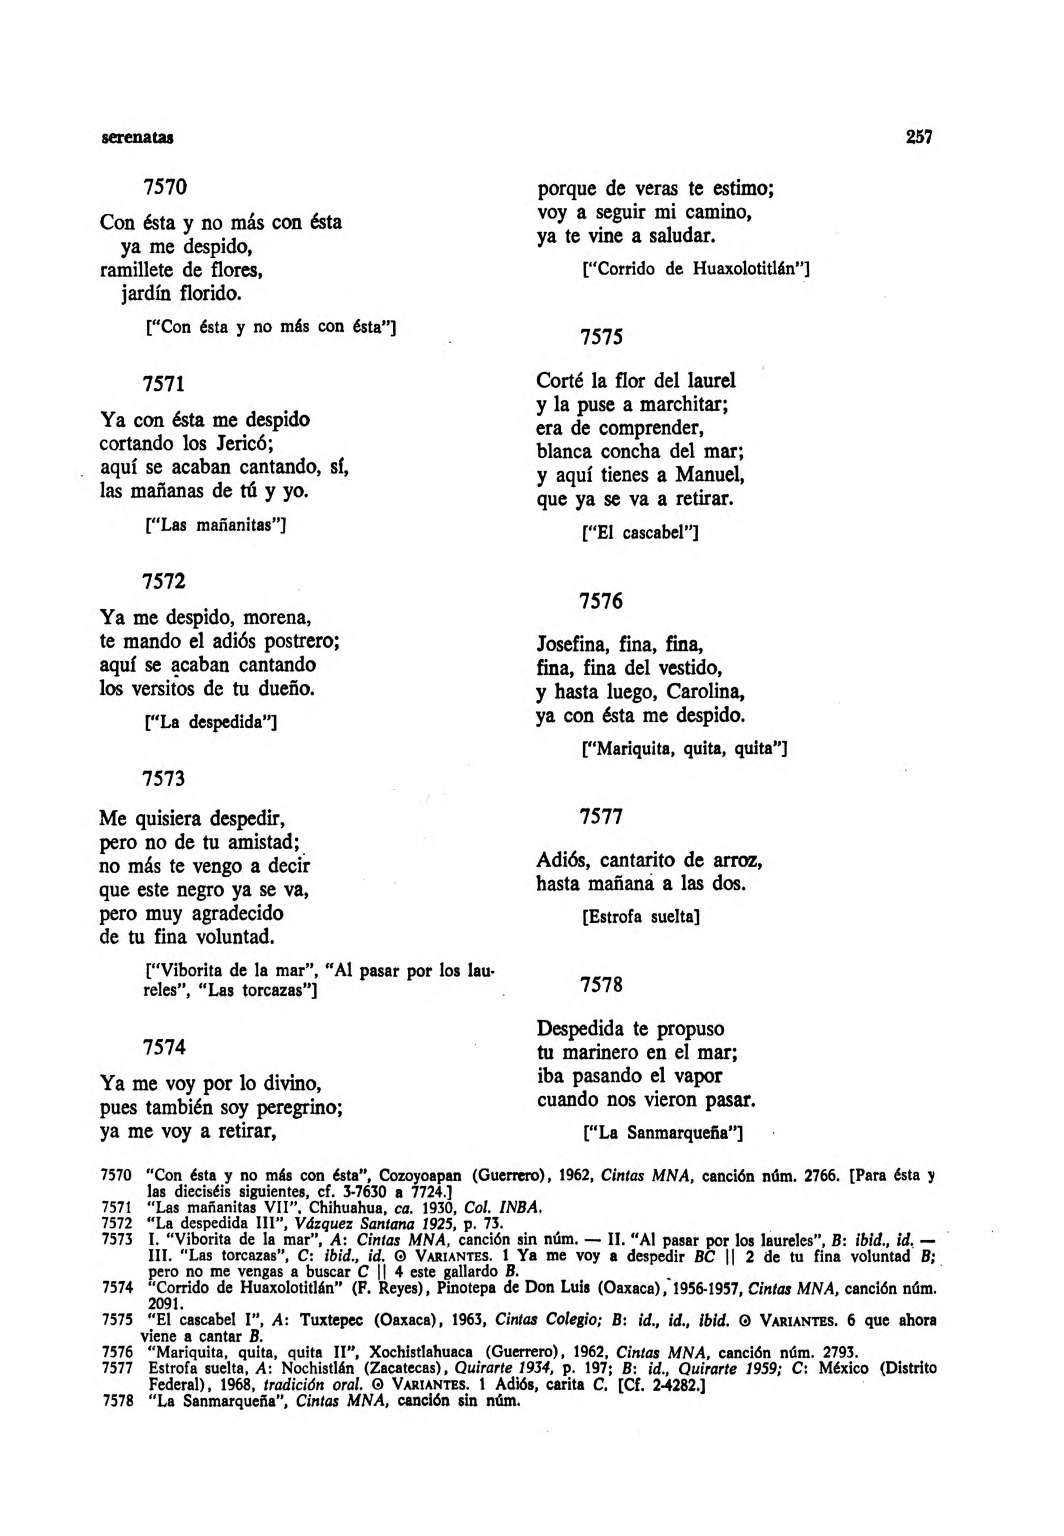 serenatas 257
7570
Con ésta y no más con ésta
ya me despido,
ramillete de flores,
jardín florido.
["Con ésta y no más con ésta"]
7571
Ya con ésta me despido
cortando los Jericó;
aquí se acaban cantando, sí,
las mañanas de tú y yo.
["Las mañanitas"]
7572
Ya me despido, morena,
te mando el adiós postrero;
aquí se acaban cantando
los versitos de tu dueño.
["La despedida"]
7573
Me quisiera despedir,
pero no de tu amistad;
no más te vengo a decir
que este negro ya se va,
pero muy agradecido
de tu fina voluntad.
["Viborita de la mar", "Al pasar por los lau-
reles", "Las torcazas"]
7574
Ya me voy por lo divino,
pues también soy peregrino;
ya me voy a retirar,
porque de veras te estimo;
voy a seguir mi camino,
ya te vine a saludar.
["Corrido de Huaxolotitlán"]
7575
Corté la flor del laurel
y la puse a marchitar;
era de comprender,
blanca concha del mar;
y aquí tienes a Manuel,
que ya se va a retirar.
["El cascabel"]
7576
Josefina, fina, fina,
fina, fina del vestido,
y hasta luego, Carolina,
ya con ésta me despido.
["Mariquita, quita, quita"]
7577
Adiós, cantarito de arroz,
hasta mañana a las dos.
[Estrofa suelta]
7578
Despedida te propuso
tu marinero en el mar;
iba pasando el vapor
cuando nos vieron pasar.
["La Sanmarqueña"]
7570 "Con ésta y no más con ésta", Cozoyoapan (Guerrero), 1962, Cintas MNA, canción núm. 2766. [Para ésta y
las dieciséis siguientes, cf. 3-7630 a 7724.]
7571 "Las mañanitas VII", Chihuahua, ca. 1930, Col. INBA.
7572 "La despedida III", Vázquez Santana 1925, p. 73.
7573 I. "Viborita de la mar", A: Cintas MNA, canción sin núm. — II. "Al pasar por los laureles", B: ibid., id. —
III. "Las torcazas", C: ibid., id. ⊙ VARIANTES. 1 Ya me voy a despedir BC || 2 de tu fina voluntad B;
pero no me vengas a buscar C || 4 este gallardo B.
7574 "Corrido de Huaxolotitlán" (F. Reyes), Pinotepa de Don Luis (Oaxaca), 1956-1957, Cintas MNA, canción núm.
2091.
7575 "El cascabel I", A: Tuxtepec (Oaxaca), 1963, Cintas Colegio; B: id., id., ibid. ⊙ VARIANTES. 6 que ahora
viene a cantar B.
7576 "Mariquita, quita, quita II", Xochistlahuaca (Guerrero), 1962, Cintas MNA, canción núm. 2793.
7577 Estrofa suelta, A: Nochistlán (Zacatecas), Quirarte 1934, p. 197; B: id., Quirarte 1959; C: México (Distrito
Federal), 1968, tradición oral. ⊙ VARIANTES. 1 Adiós, carita C. [Cf. 2-4282.]
7578 "La Sanmarqueña", Cintas MNA, canción sin núm.